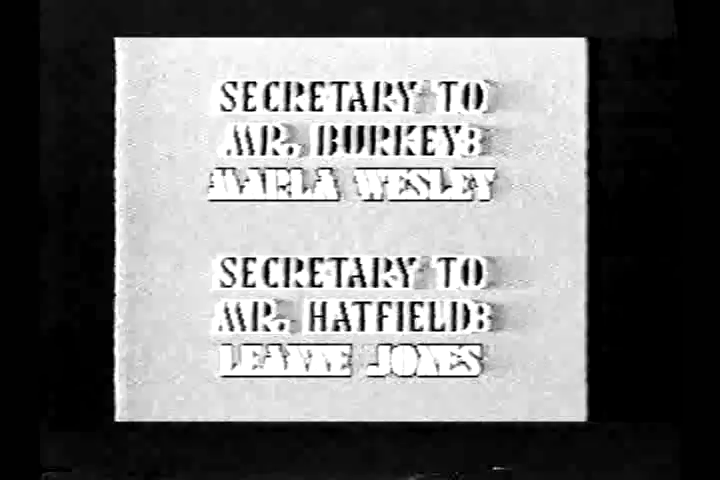 SECRETARY TO
MR. BURKEY:
MARLA WESLEY
SECRETARY TO
MR. HATFIELD:
LEANNE JONES